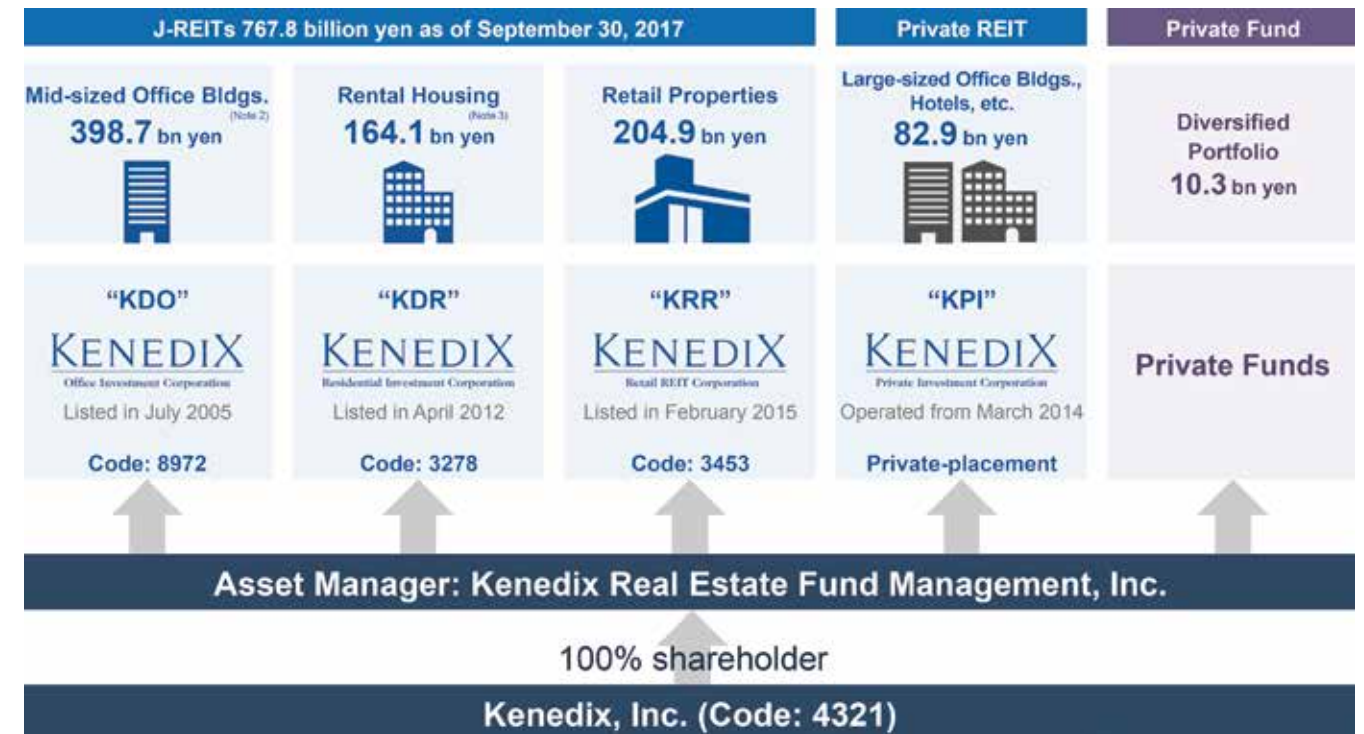 J-REITs 767.8 billion yen as of September 30, 2017
Private REIT
Private Fund
Mid-sized Office Bldgs.
(Note 2)
398.7 bn yen
Rental Housing
(Note 3)
164.1 bn yen
Retail Properties
204.9 bn yen
Large-sized Office Bldgs.,
Hotels, etc.
82.9 bn yen
Diversified
Portfolio
10.3 bn yen
“KDO”
KENEDIX
Office Investment Corporation
Listed in July 2005
Code: 8972
“KDR”
KENEDIX
Residential Investment Corporation
Listed in April 2012
Code: 3278
“KRR”
KENEDIX
Retail REIT Corporation
Listed in February 2015
Code: 3453
“KPI”
KENEDIX
Private Investment Corporation
Operated from March 2014
Private-placement
Private Funds
Asset Manager: Kenedix Real Estate Fund Management, Inc.
100% shareholder
Kenedix, Inc. (Code: 4321)